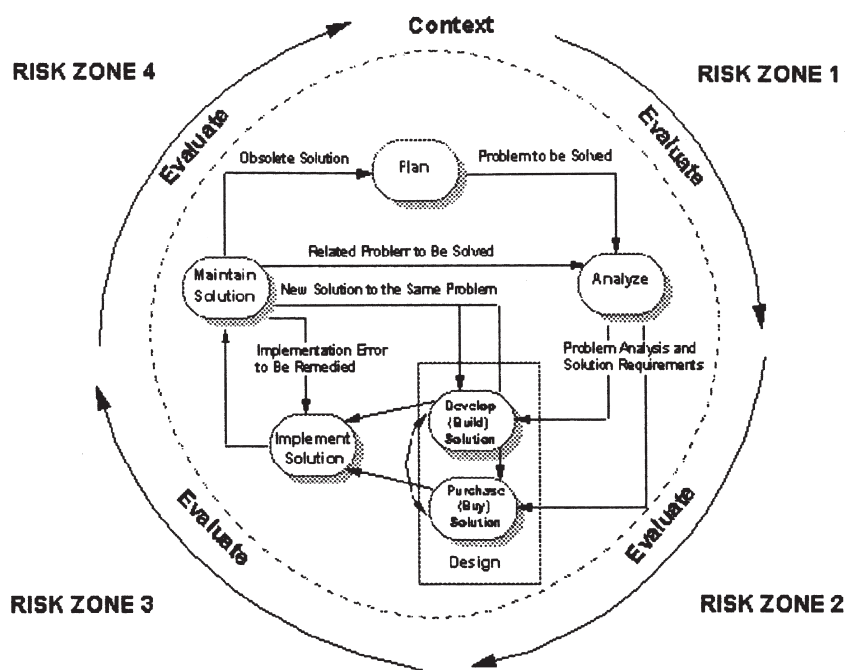 Context
RISK ZONE 4
RISK ZONE 1
Evaluate
Evaluate
Obsolete Solution
Plan
Problem to be Solved
Related Problem to be Solved
Maintain
Solution
Analyze
New Solution to the Same Problem
Implementation Error
to Be Remedied
Problem Analysis and
Solution Requirements
Develop
(Build)
Solution
Implement
Solution
Purchase
(Buy)
Solution
Design
Evaluate
Evaluate
RISK ZONE 3
RISK ZONE 2